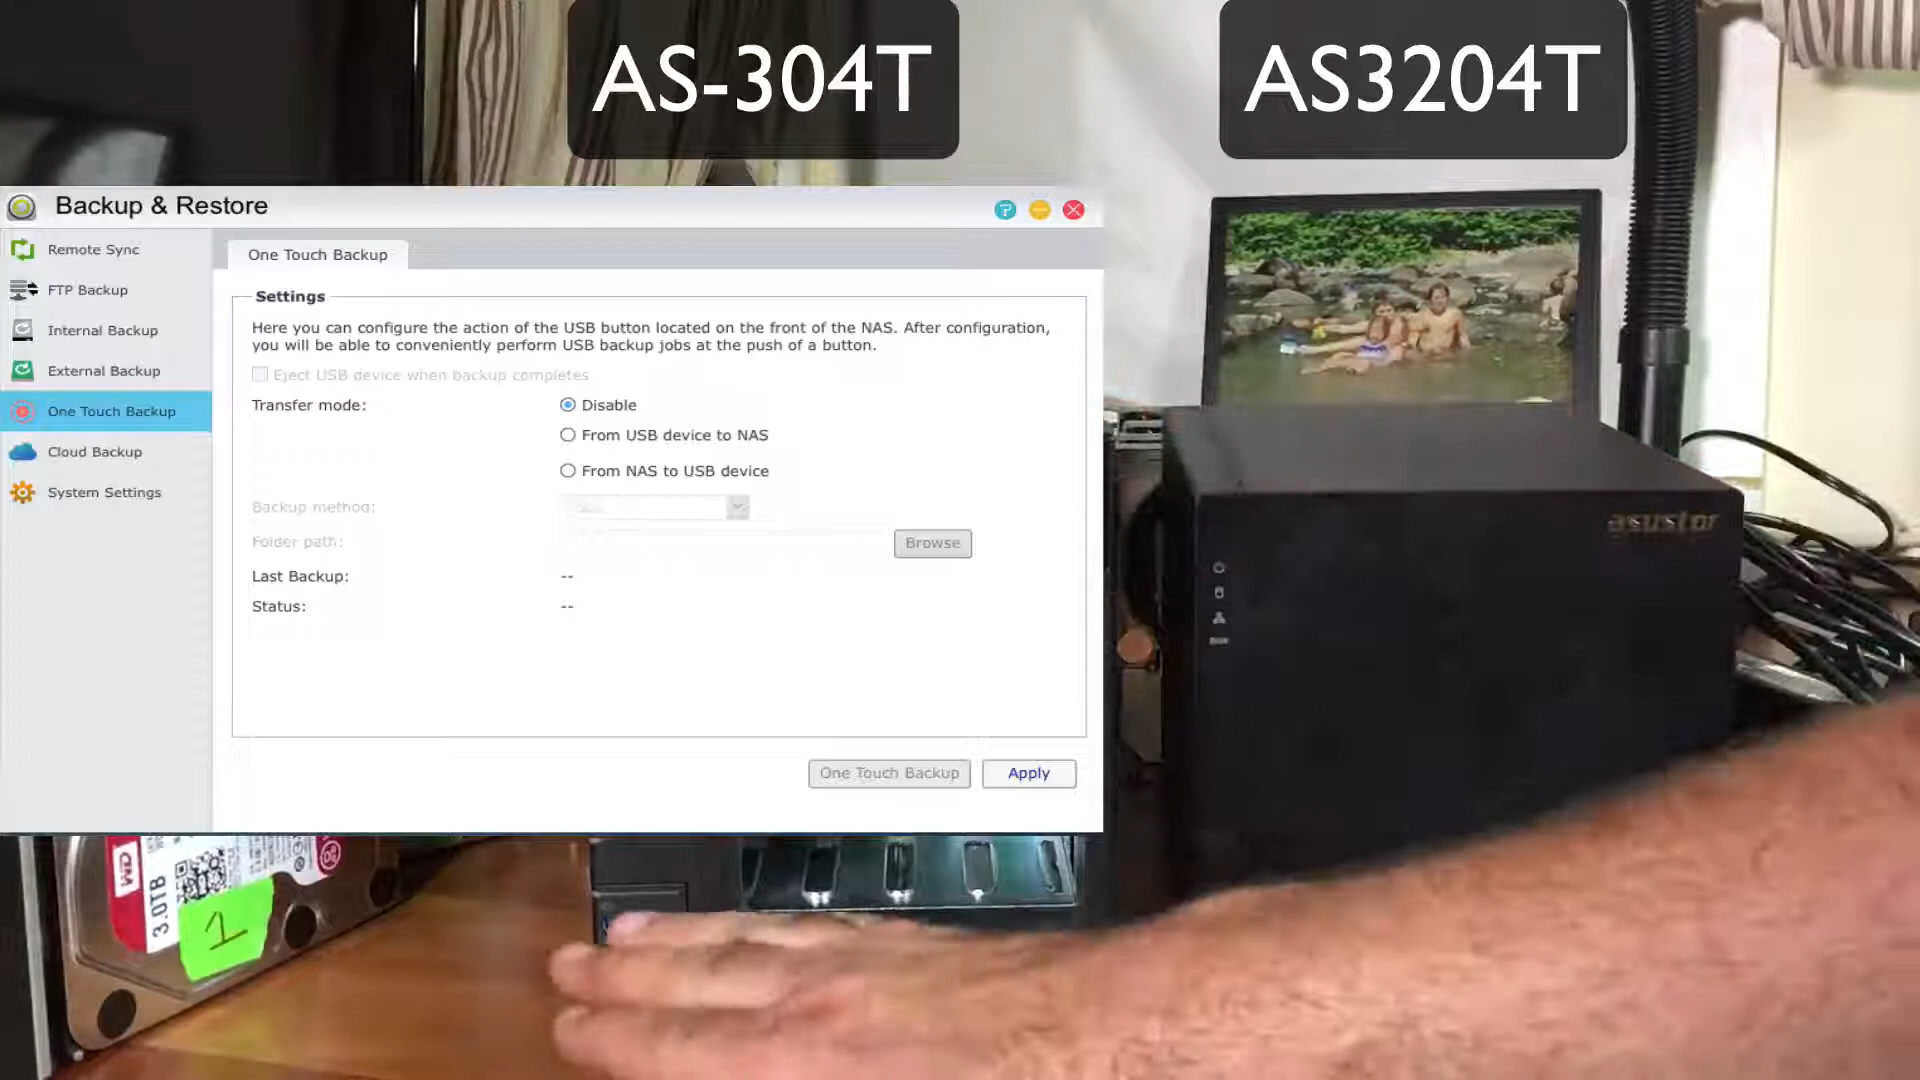 AS-304T
AS3204T
Backup & Restore
Remote Sync
FTP Backup
Internal Backup
External Backup
One Touch Backup
Cloud Backup
System Settings
One Touch Backup
Settings
Here you can configure the action of the USB button located on the front of the NAS. After configuration,
you will be able to conveniently perform USB backup jobs at the push of a button.
Eject USB device when backup completes
Transfer mode:
Disable
From USB device to NAS
From NAS to USB device
Backup method:
Folder path:
Browse
Last Backup:
--
Status:
--
One Touch Backup
Apply
asustor
WD
3.0TB
1